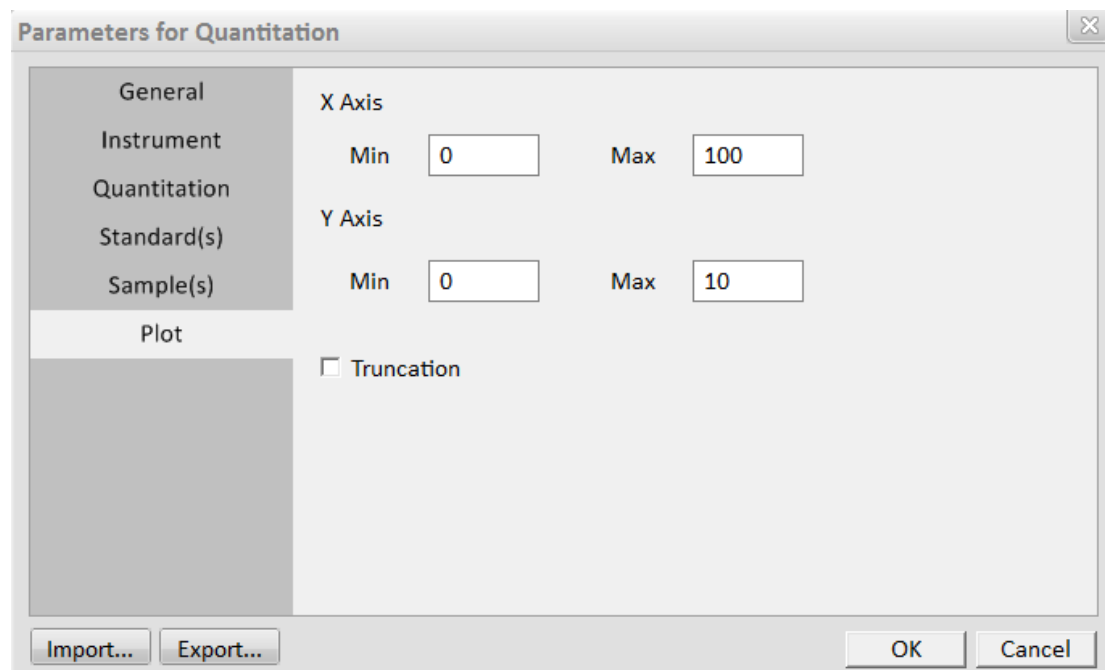 Parameters for Quantitation
General
Instrument
Quantitation
Standard(s)
Sample(s)
Plot
X Axis
Min 0 Max 100
Y Axis
Min 0 Max 10
Truncation
Import... Export... OK Cancel